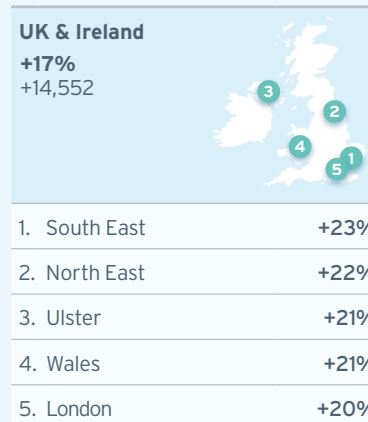 UK & Ireland
+17%
+14,552
3
2
4
1
5
1. South East +23%
2. North East +22%
3. Ulster +21%
4. Wales +21%
5. London +20%